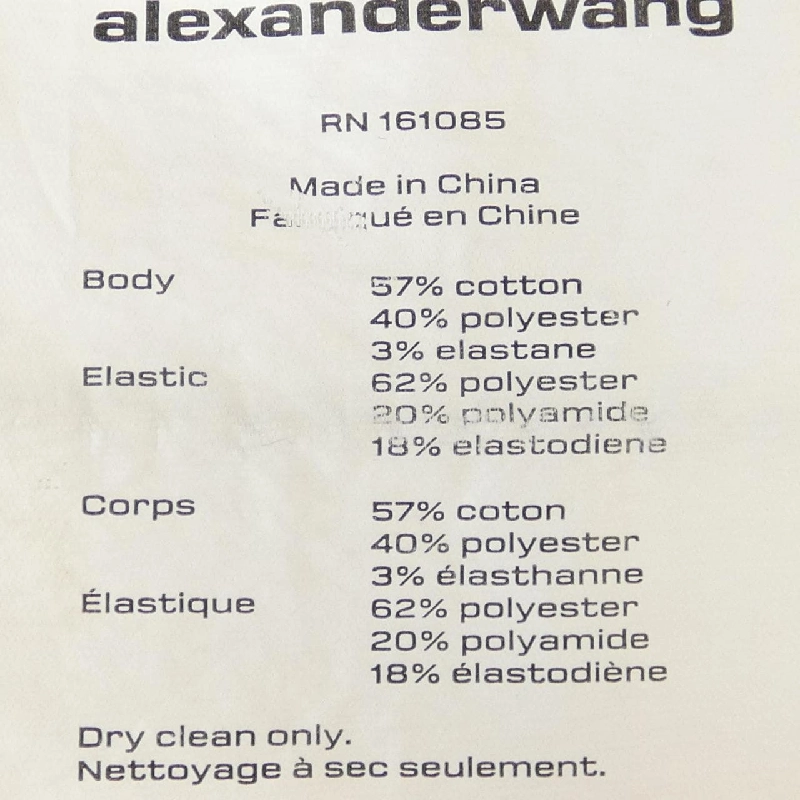 alexanderwang
RN 161085
Made in China
en Chine
Body 57% cotton
40% polyester
3% elastane
Elastic 62% polyester
20% polyamide
18% elastodiene
Corps 57% coton
40% polyester
3% élasthanne
Élastique 62% polyester
20% polyamide
18% élastodiène
Dry clean only.
Nettoyage à sec seulement.